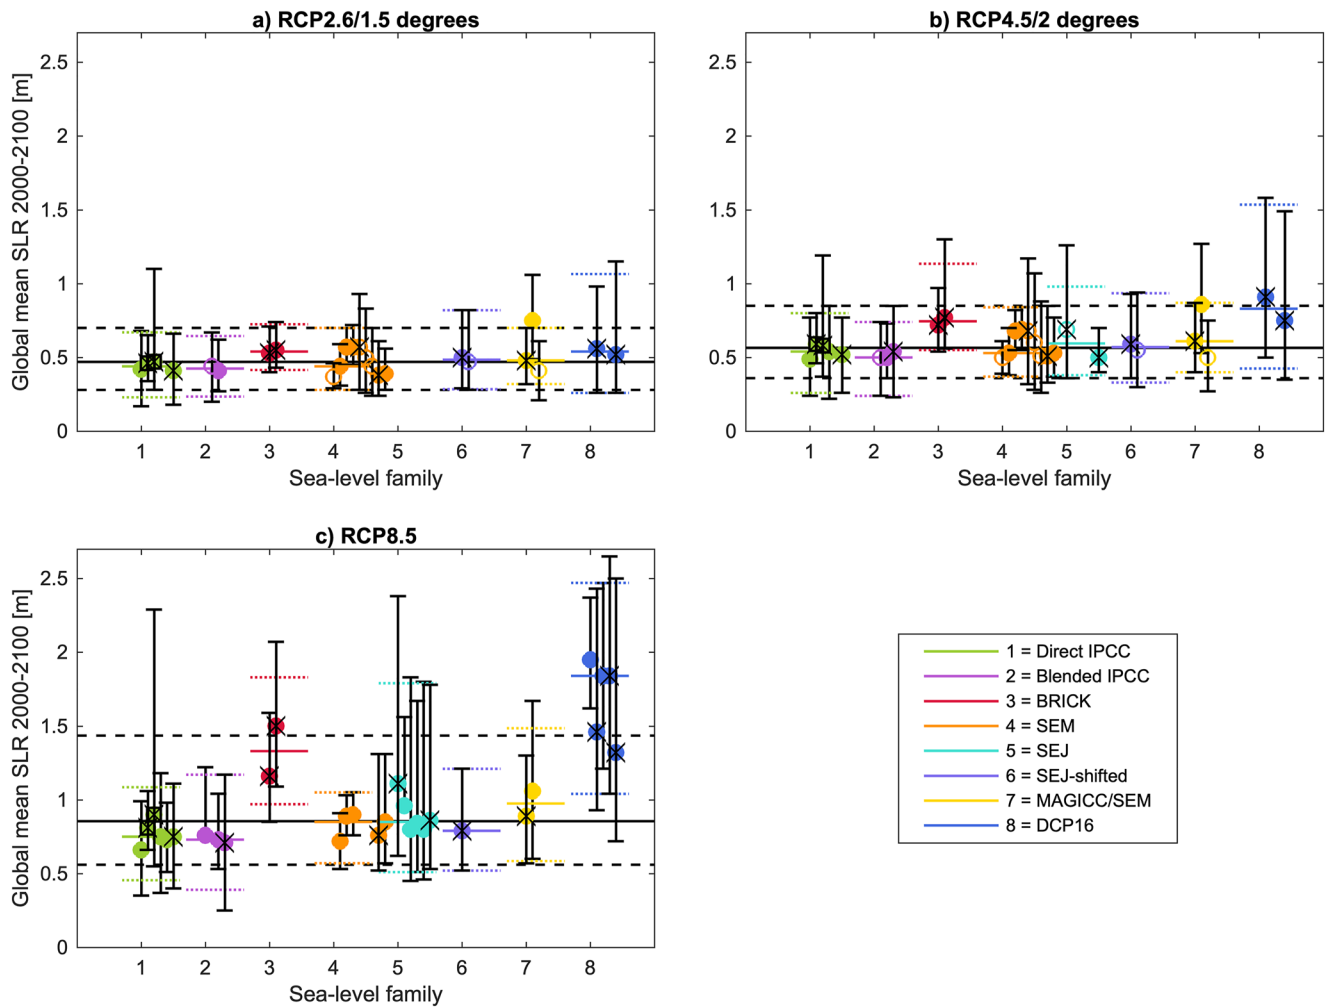 a) RCP2.6/1.5 degrees
2.5
2
1.5
1
0.5
0
Global mean SLR 2000-2100 [m]
1 2 3 4 5 6 7 8
Sea-level family
b) RCP4.5/2 degrees
2.5
2
1.5
1
0.5
0
1 2 3 4 5 6 7 8
Sea-level family
c) RCP8.5
2.5
2
1.5
1
0.5
0
Global mean SLR 2000-2100 [m]
1 2 3 4 5 6 7 8
Sea-level family
1 = Direct IPCC
2 = Blended IPCC
3 = BRICK
4 = SEM
5 = SEJ
6 = SEJ-shifted
7 = MAGICC/SEM
8 = DCP16